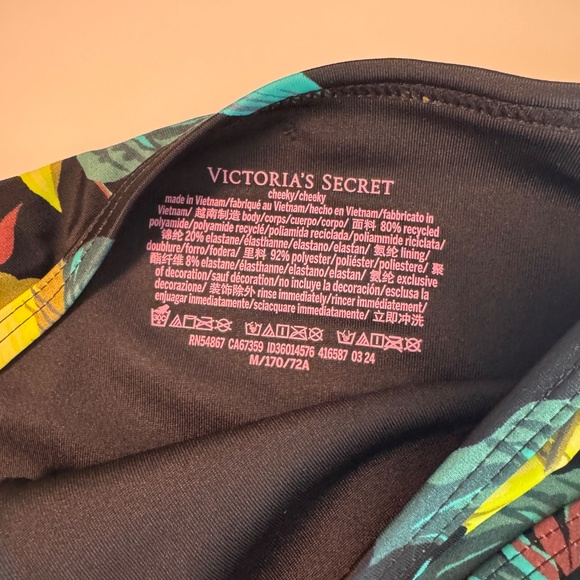 VICTORIA'S SECRET
cheeky/cheeky
made in Vietnam/fabriqué au Vietnam/hecho en Vietnam/fabbricato in
Vietnam/ 越南制造 body/corps/cuerpo/corpo/ 面料 80% recycled
polyamide/polyamide recyclé/poliamida reciclada/poliammide riciclata/
锦纶 20% elastane/élasthanne/elastano/elastan/ 氨纶 lining/
doublure/forro/fodera/ 里料 92% polyester/poliéster/poliestere/ 聚
酯纤维 8% elastane/élasthanne/elastano/elastan/ 氨纶 exclusive
of decoration/sauf décoration/no incluye la decoración/esclusa la
decorazione/ 装饰除外 rinse immediately/rincer immédiatement/
enjuagar inmediatamente/sciacquare immediatamente/ 立即冲洗
RN54867 CA67359 ID36014576 416587 03 24
M/170/72A